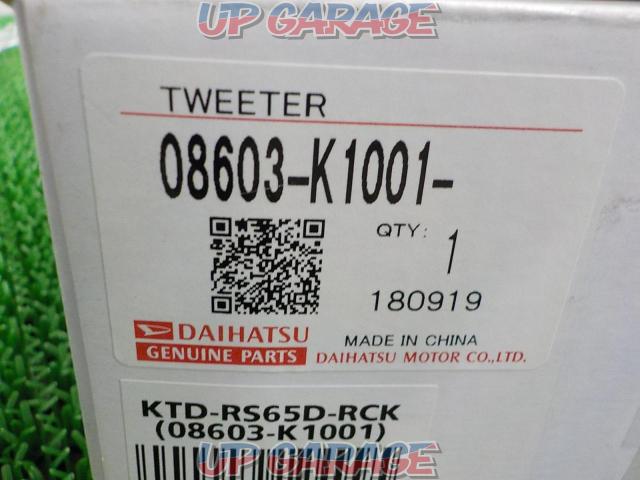 UP GARAGE
TWEETER
08603-K1001-
QTY: 1
180919
DAIHATSU
GENUINE PARTS
MADE IN CHINA
DAIHATSU MOTOR CO.,LTD.
KTD-RS65D-RCK
(08603-K1001)
UP GARAGE